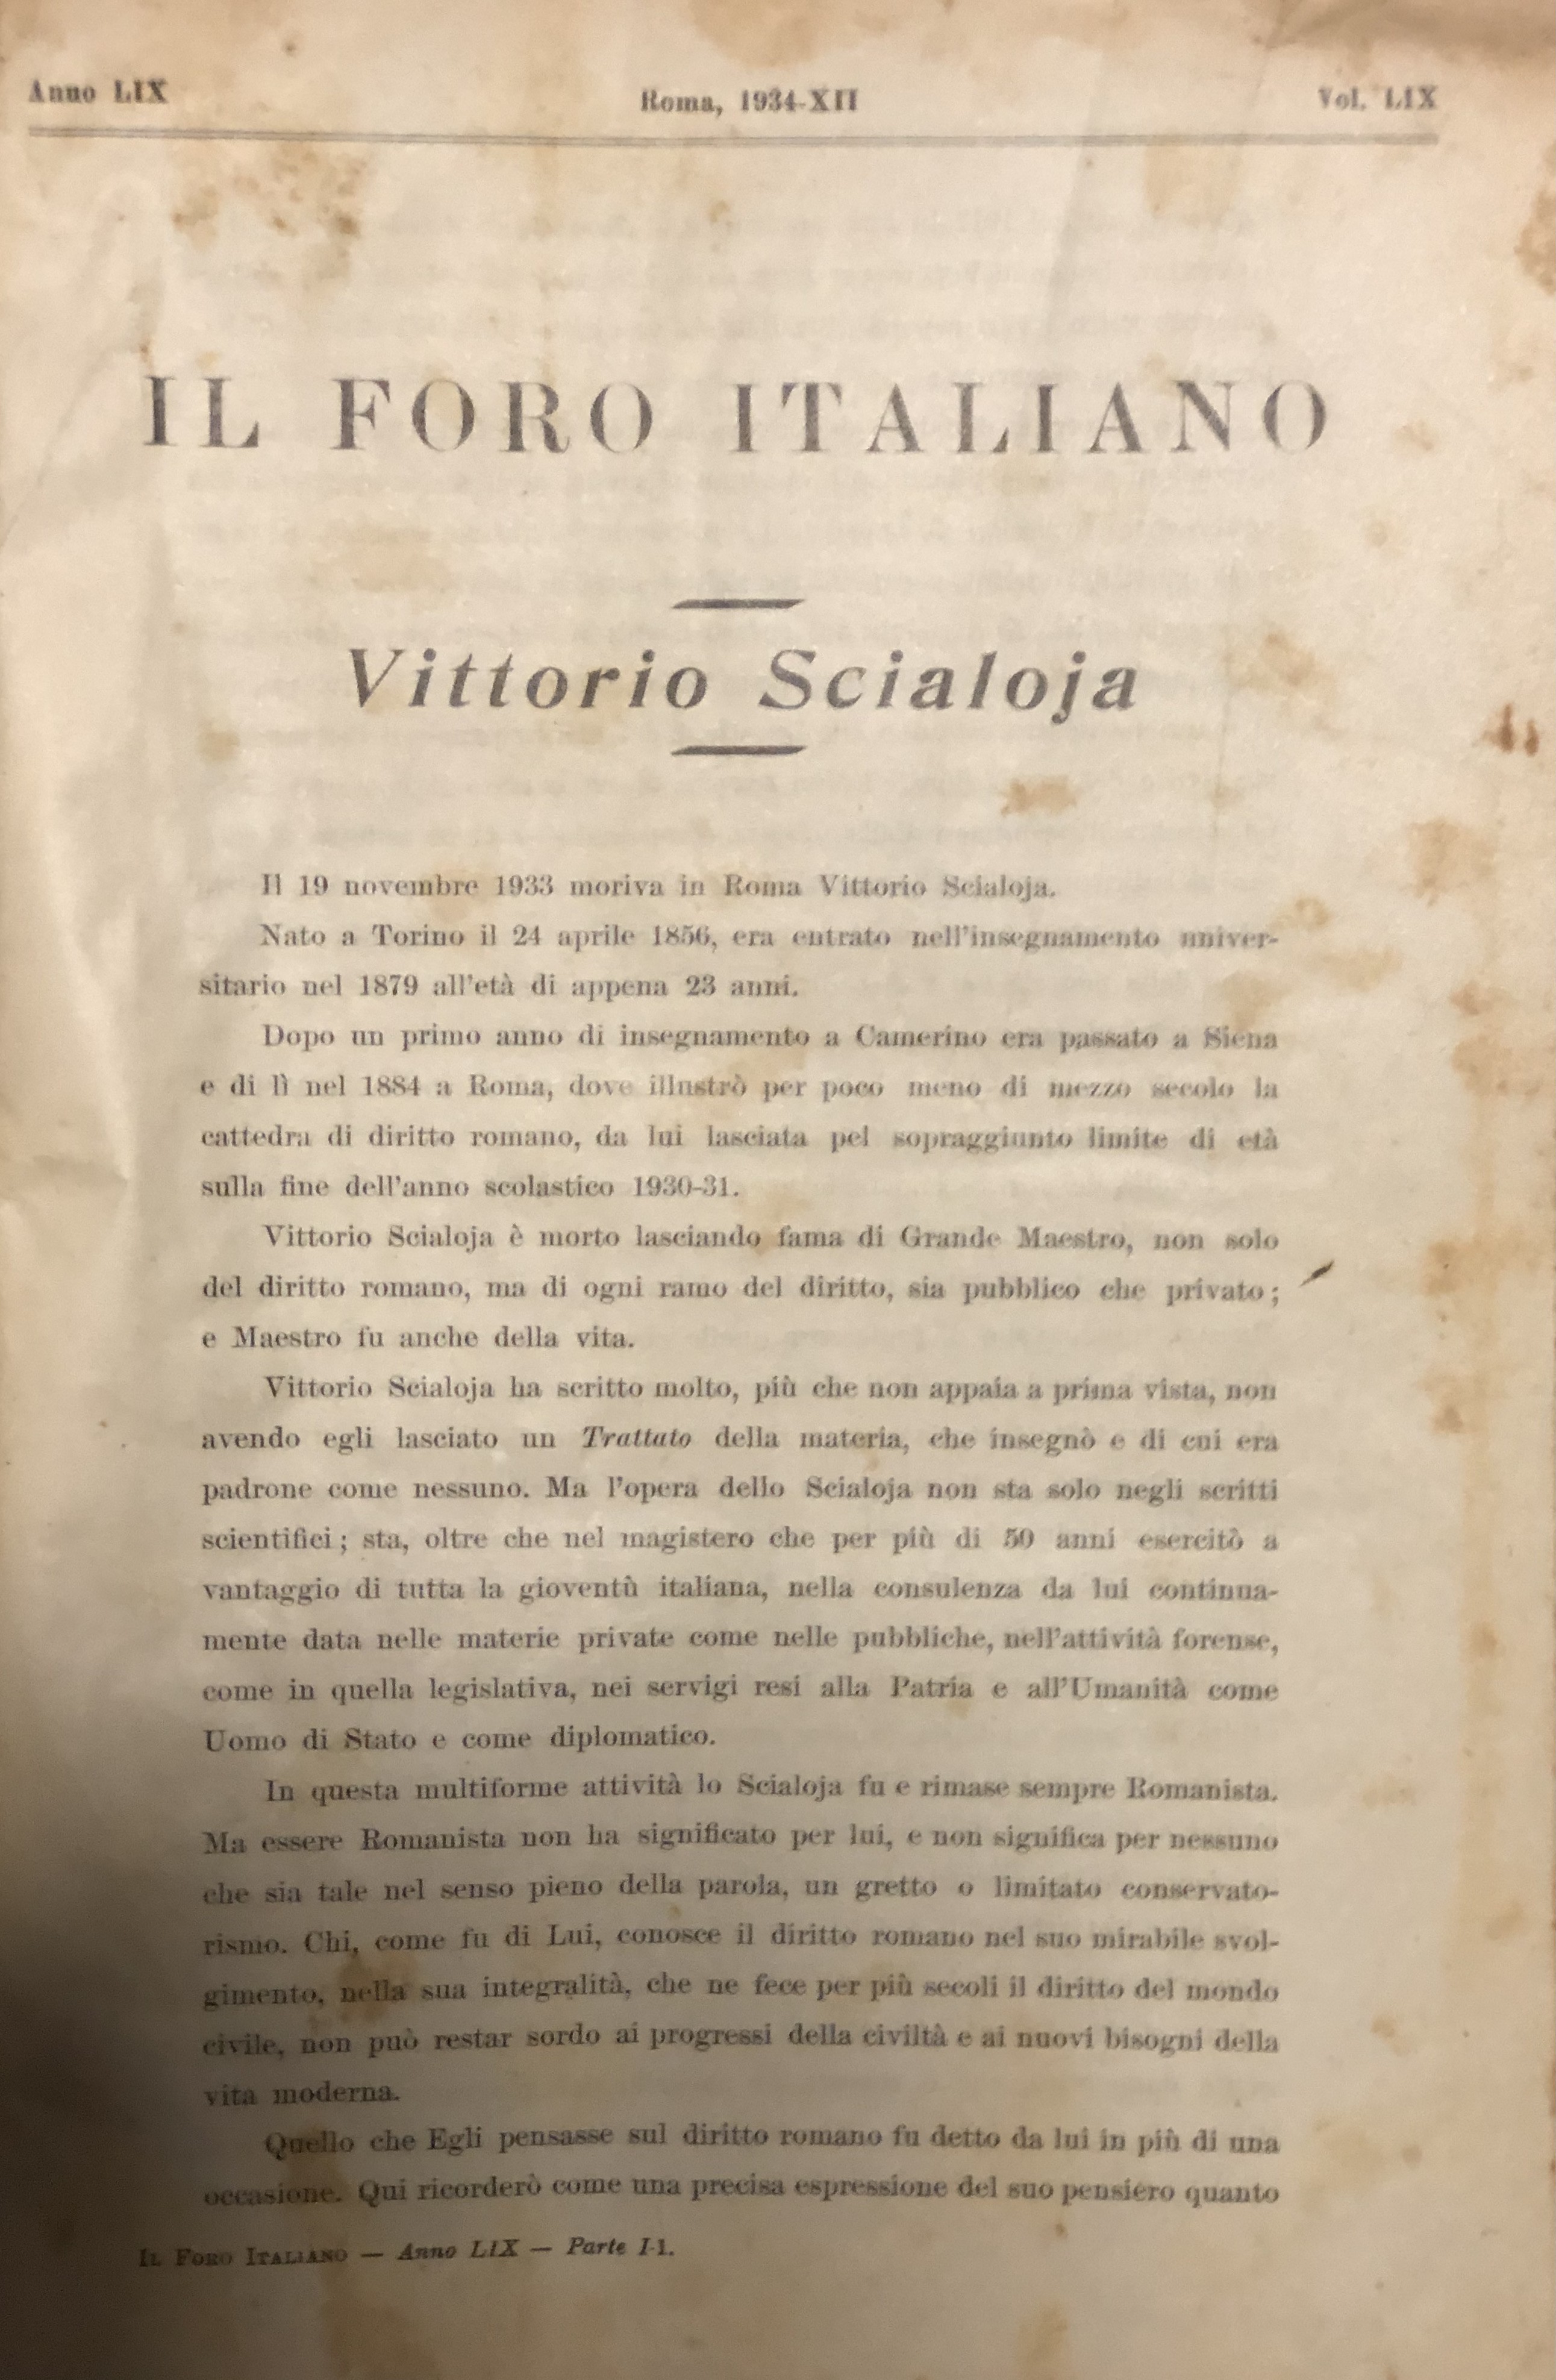 Anno LIX Roma, 1934-XII Vol. LIX
IL FORO ITALIANO
Vittorio Scialoja
Il 19 novembre 1933 moriva in Roma Vittorio Scialoja.
Nato a Torino il 24 aprile 1856, era entrato nell'insegnamento univer-
sitario nel 1879 all'età di appena 23 anni.
Dopo un primo anno di insegnamento a Camerino era passato a Siena
e di lì nel 1884 a Roma, dove illustrò per poco meno di mezzo secolo la
cattedra di diritto romano, da lui lasciata pel sopraggiunto limite di età
sulla fine dell'anno scolastico 1930-31.
Vittorio Scialoja è morto lasciando fama di Grande Maestro, non solo
del diritto romano, ma di ogni ramo del diritto, sia pubblico che privato;
e Maestro fu anche della vita.
Vittorio Scialoja ha scritto molto, più che non appaia a prima vista, non
avendo egli lasciato un Trattato della materia, che insegnò e di cui era
padrone come nessuno. Ma l'opera dello Scialoja non sta solo negli scritti
scientifici; sta, oltre che nel magistero che per più di 50 anni esercitò a
vantaggio di tutta la gioventù italiana, nella consulenza da lui continua-
mente data nelle materie private come nelle pubbliche, nell'attività forense,
come in quella legislativa, nei servigi resi alla Patria e all'Umanità come
Uomo di Stato e come diplomatico.
In questa multiforme attività lo Scialoja fu e rimase sempre Romanista.
Ma essere Romanista non ha significato per lui, e non significa per nessuno
che sia tale nel senso pieno della parola, un gretto o limitato conservato-
rismo. Chi, come fu di Lui, conosce il diritto romano nel suo mirabile svol-
gimento, nella sua integralità, che ne fece per più secoli il diritto del mondo
civile, non può restar sordo ai progressi della civiltà e ai nuovi bisogni della
vita moderna.
Quello che Egli pensasse sul diritto romano fu detto da lui in più di una
occasione. Qui ricorderò come una precisa espressione del suo pensiero quanto
IL FORO ITALIANO — Anno LIX — Parte I-1.